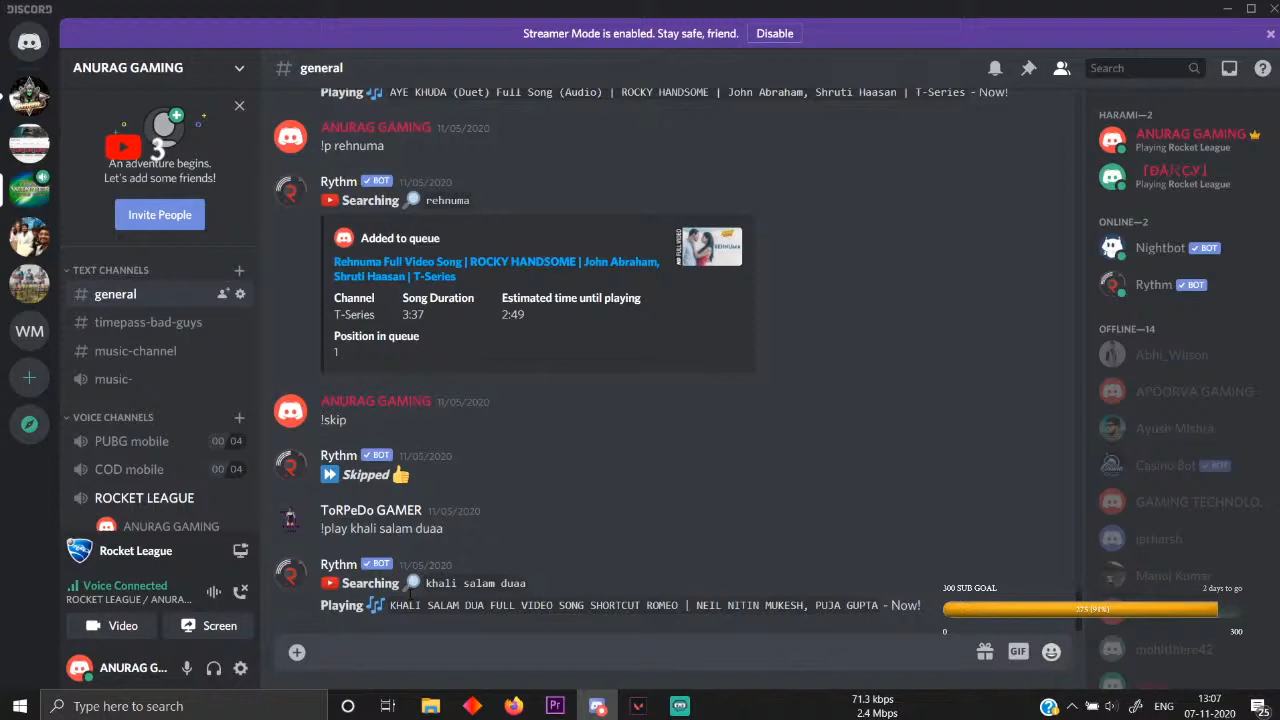 DISCORD
Streamer Mode is enabled. Stay safe, friend. Disable
ANURAG GAMING
3
An adventure begins.
Let's add some friends!
Invite People
TEXT CHANNELS
general
timepass-bad-guys
music-channel
music-
VOICE CHANNELS
PUBG mobile 00 04
COD mobile 00 04
ROCKET LEAGUE
ANURAG GAMING
Rocket League
Voice Connected
ROCKET LEAGUE / ANURA...
Video Screen
ANURAG G...
WM
# general
Search
Playing AYE KHUDA (Duet) Full Song (Audio) | ROCKY HANDSOME | John Abraham, Shruti Haasan | T-Series - Now!
ANURAG GAMING 11/05/2020
!p rehnuma
Rythm BOT 11/05/2020
Searching rehnuma
Added to queue
Rehnuma Full Video Song | ROCKY HANDSOME | John Abraham,
Shruti Haasan | T-Series
Channel Song Duration Estimated time until playing
T-Series 3:37 2:49
Position in queue
1
REHNUMA
ANURAG GAMING 11/05/2020
!skip
Rythm BOT 11/05/2020
Skipped
ToRPeDo GAMER 11/05/2020
!play khali salam duaa
Rythm BOT 11/05/2020
Searching khali salam duaa
Playing KHALI SALAM DUA FULL VIDEO SONG SHORTCUT ROMEO | NEIL NITIN MUKESH, PUJA GUPTA - Now!
GIF
HARAMI—2
ANURAG GAMING
Playing Rocket League
Playing Rocket League
ONLINE—2
Nightbot BOT
Rythm BOT
OFFLINE—14
Abhi_Wilson
APOORVA GAMING
Ayush Mishra
Casino Bot BOT
GAMING TECHNOLO...
iprharsh
Manoj Kumar
mohitthere42
300 SUB GOAL 2 days to go
275 (91%)
0 300
Type here to search
Pr
71.3 kbps
2.4 Mbps
ENG
13:07
07-11-2020
25